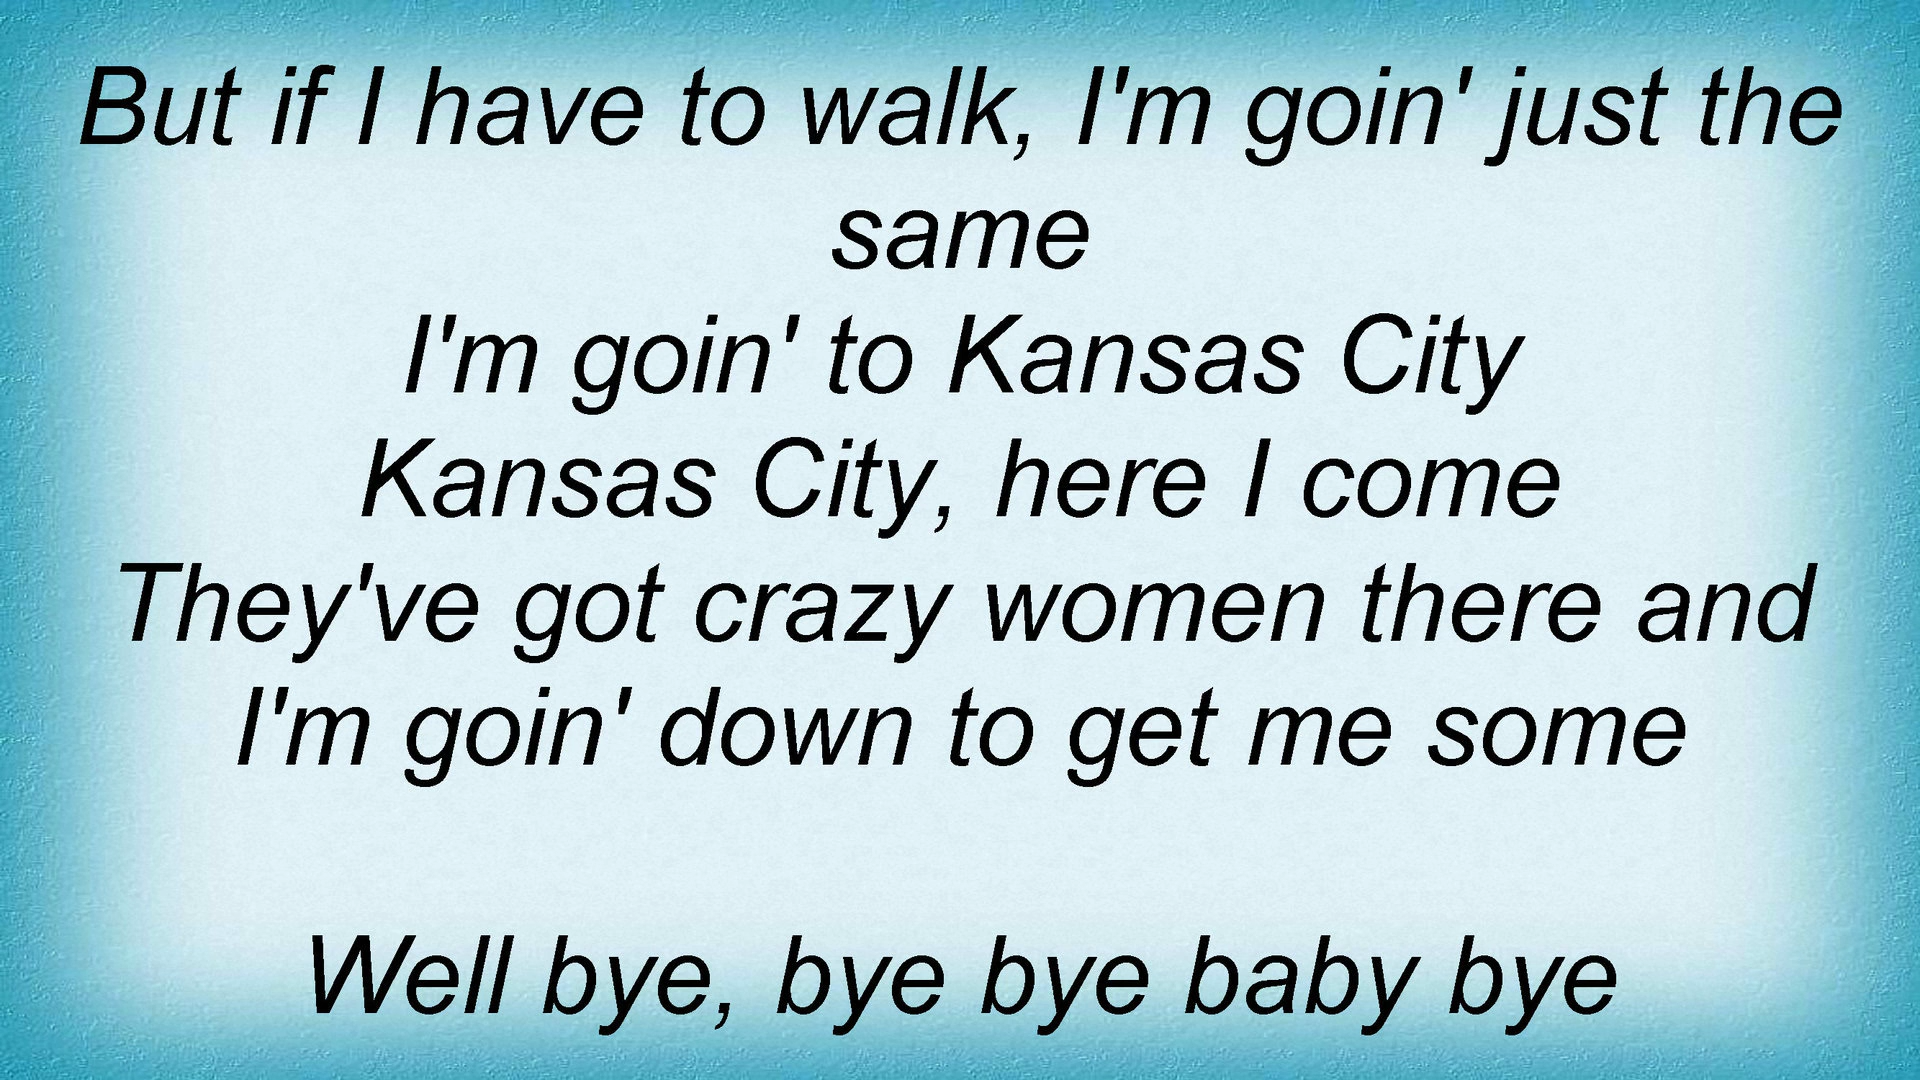 But if I have to walk, I'm goin' just the
same
I'm goin' to Kansas City
Kansas City, here I come
They've got crazy women there and
I'm goin' down to get me some
Well bye, bye bye baby bye